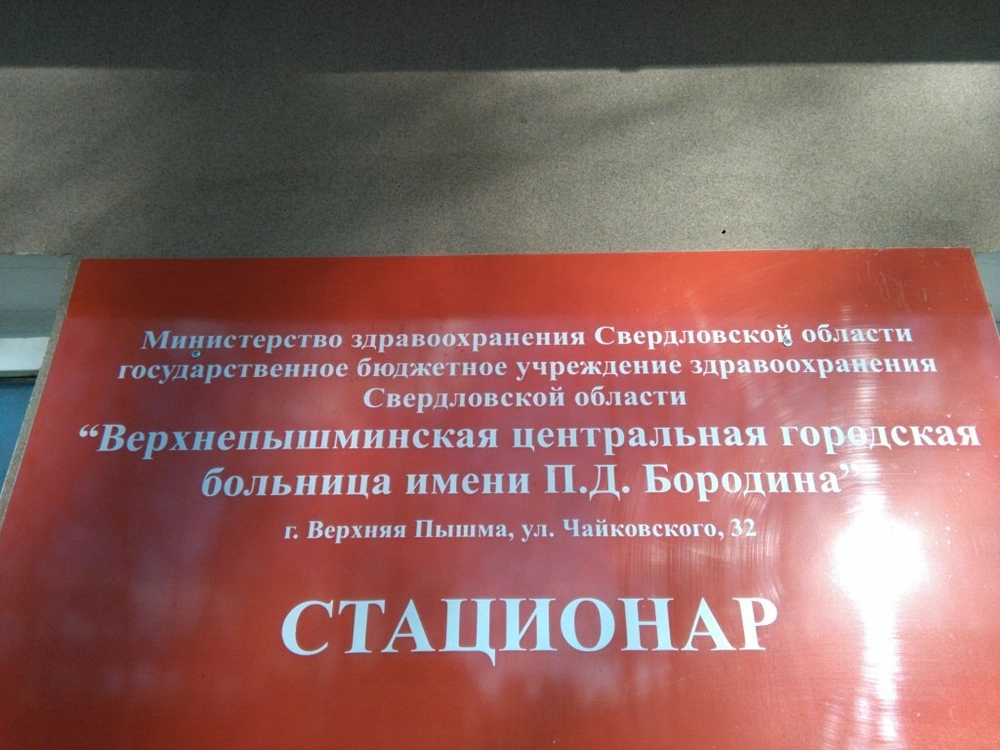 Министерство здравоохранения Свердловской области
государственное бюджетное учреждение здравоохранения
Свердловской области
“Верхнепышминская центральная городская
больница имени П.Д. Бородина”
г. Верхняя Пышма, ул. Чайковского, 32
СТАЦИОНАР